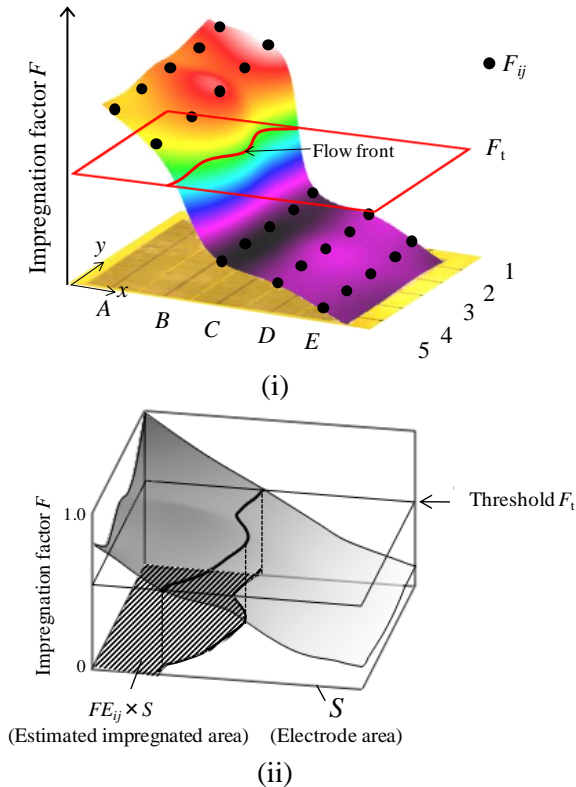 Impregnation factor F
F_ij
F_t
Flow front
y
x
A
B
C
D
E
1
2
3
4
5
(i)
Impregnation factor F
1.0
0
Threshold F_t
FE_ij × S
(Estimated impregnated area)
S
(Electrode area)
(ii)